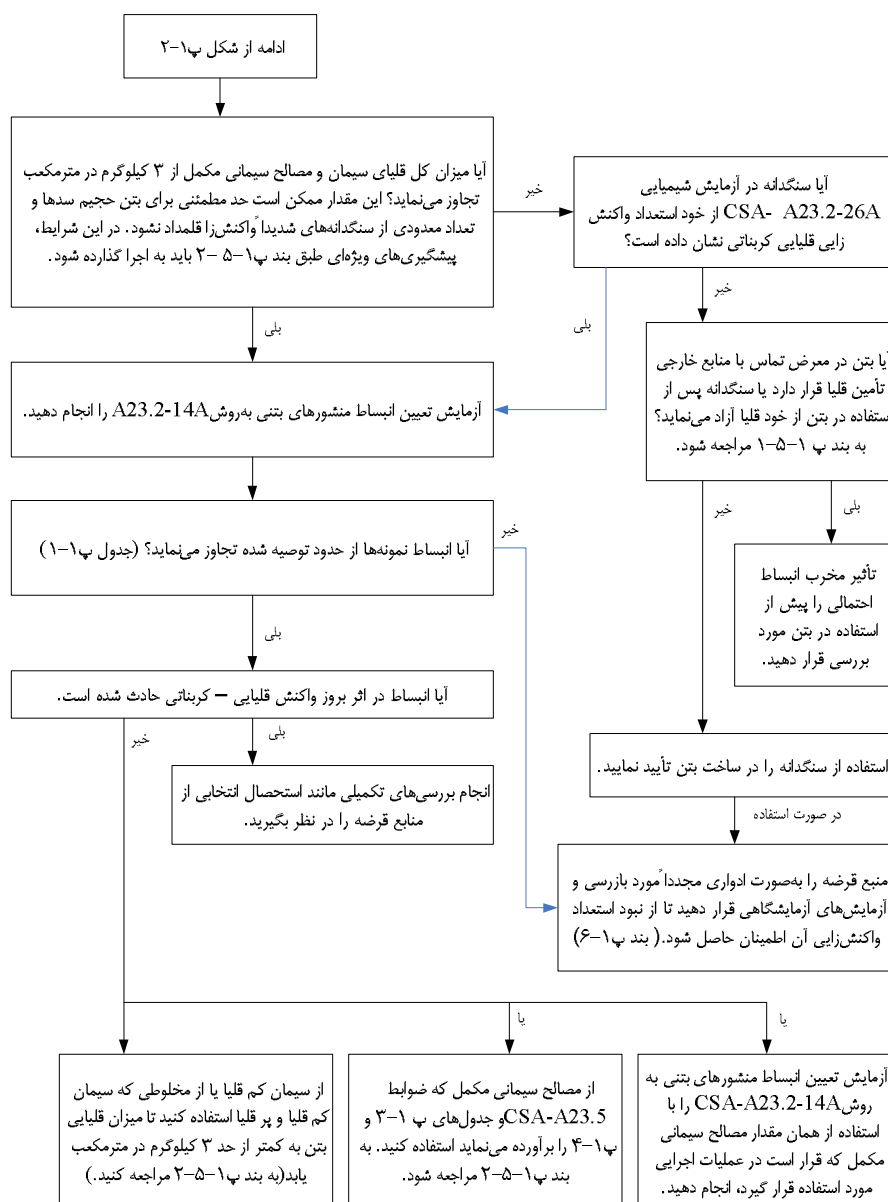 ادامه از شکل پ۱-۲
آیا میزان کل قلیای سیمان و مصالح سیمانی مکمل از ۳ کیلوگرم در مترمکعب
تجاوز می‌نماید؟ این مقدار ممکن است حد مطمئنی برای بتن حجیم سدها و
تعداد معدودی از سنگدانه‌های شدیداً واکنش‌زا قلمداد نشود. در این شرایط،
پیشگیری‌های ویژه‌ای طبق بند پ۱-۵-۲ باید به اجرا گذارده شود.
خیر
آیا سنگدانه در آزمایش شیمیایی
CSA- A23.2-26A از خود استعداد واکنش
زایی قلیایی کربناتی نشان داده است؟
بلی
بلی
خیر
آزمایش تعیین انبساط منشورهای بتنی به‌روش A23.2-14A را انجام دهید.
آیا بتن در معرض تماس با منابع خارجی
تأمین قلیا قرار دارد یا سنگدانه پس از
استفاده در بتن از خود قلیا آزاد می‌نماید؟
به بند پ ۱-۵-۱ مراجعه شود.
آیا انبساط نمونه‌ها از حدود توصیه شده تجاوز می‌نماید؟ (جدول پ۱-۱)
خیر
خیر
بلی
تأثیر مخرب انبساط
احتمالی را پیش از
استفاده در بتن مورد
بررسی قرار دهید.
بلی
آیا انبساط در اثر بروز واکنش قلیایی – کربناتی حادث شده است.
خیر
بلی
انجام بررسی‌های تکمیلی مانند استحصال انتخابی از
منابع قرضه را در نظر بگیرید.
استفاده از سنگدانه را در ساخت بتن تأیید نمایید.
در صورت استفاده
منبع قرضه را به‌صورت ادواری مجدداً مورد بازرسی و
آزمایش‌های آزمایشگاهی قرار دهید تا از نبود استعداد
واکنش‌زایی آن اطمینان حاصل شود.( بند پ۱-۶)
یا
یا
آزمایش تعیین انبساط منشورهای بتنی به
روش CSA-A23.2-14A را با
استفاده از همان مقدار مصالح سیمانی
مکمل که قرار است در عملیات اجرایی
مورد استفاده قرار گیرد، انجام دهید.
از مصالح سیمانی مکمل که ضوابط
CSA-A23.5 و جدول‌های پ ۱-۳ و
پ۱-۴ را برآورده می‌نماید استفاده کنید. به
بند پ۱-۵-۲ مراجعه شود.
از سیمان کم قلیا یا از مخلوطی که سیمان
کم قلیا و پر قلیا استفاده کنید تا میزان قلیایی
بتن به کمتر از حد ۳ کیلوگرم در مترمکعب
یابد(به بند پ۱-۵-۲ مراجعه کنید.)